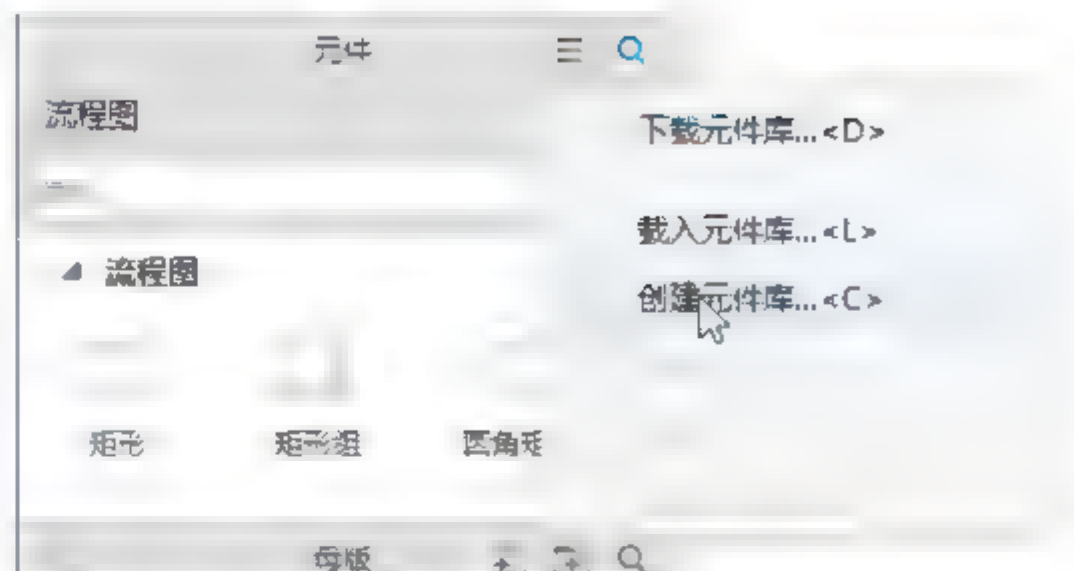 元件
流程图
下载元件库...<D>
载入元件库...<L>
流程图
创建元件库...<C>
矩形 矩形组 圆角矩
母版